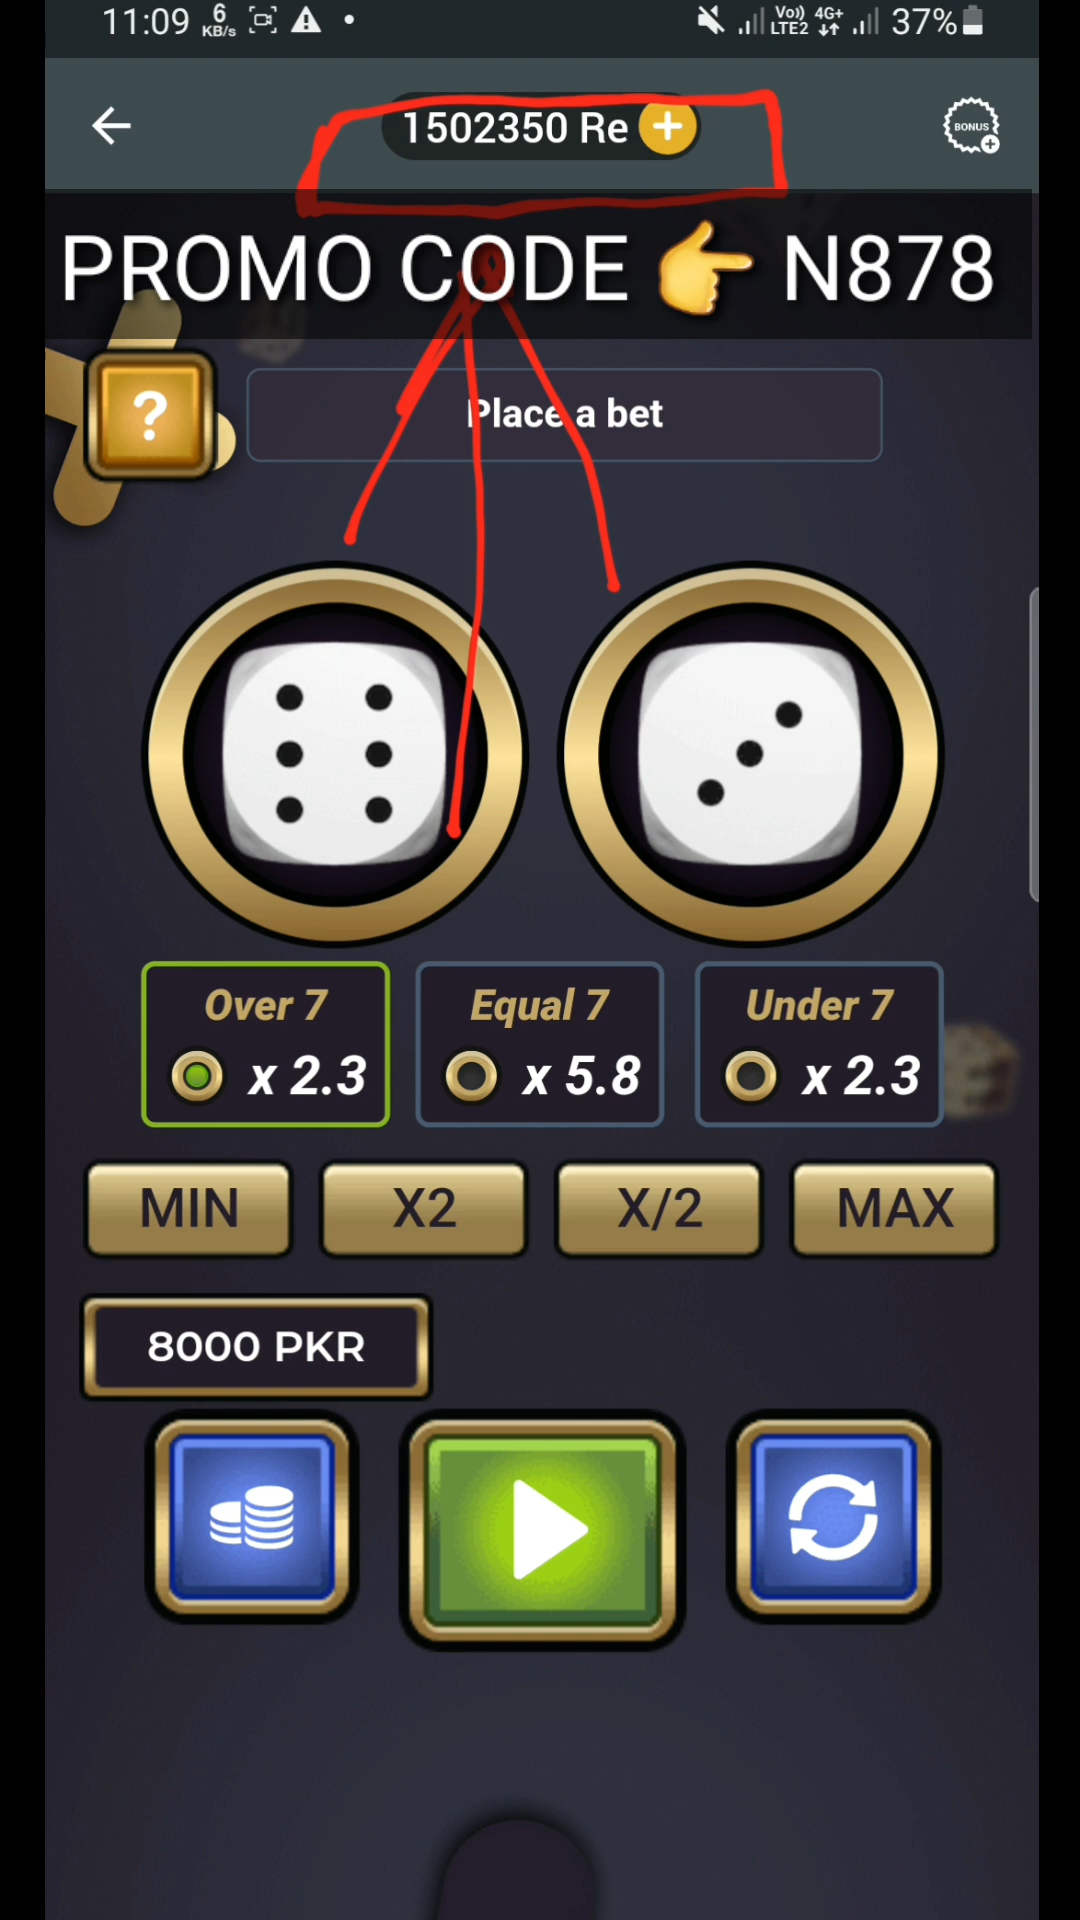 11:09 6 KB/s Vo)) LTE2 4G+ 37%
1502350 Re +
BONUS +
PROMO CODE 👉 N878
?
Place a bet
Over 7 Equal 7 Under 7
x 2.3 x 5.8 x 2.3
MIN X2 X/2 MAX
8000 PKR